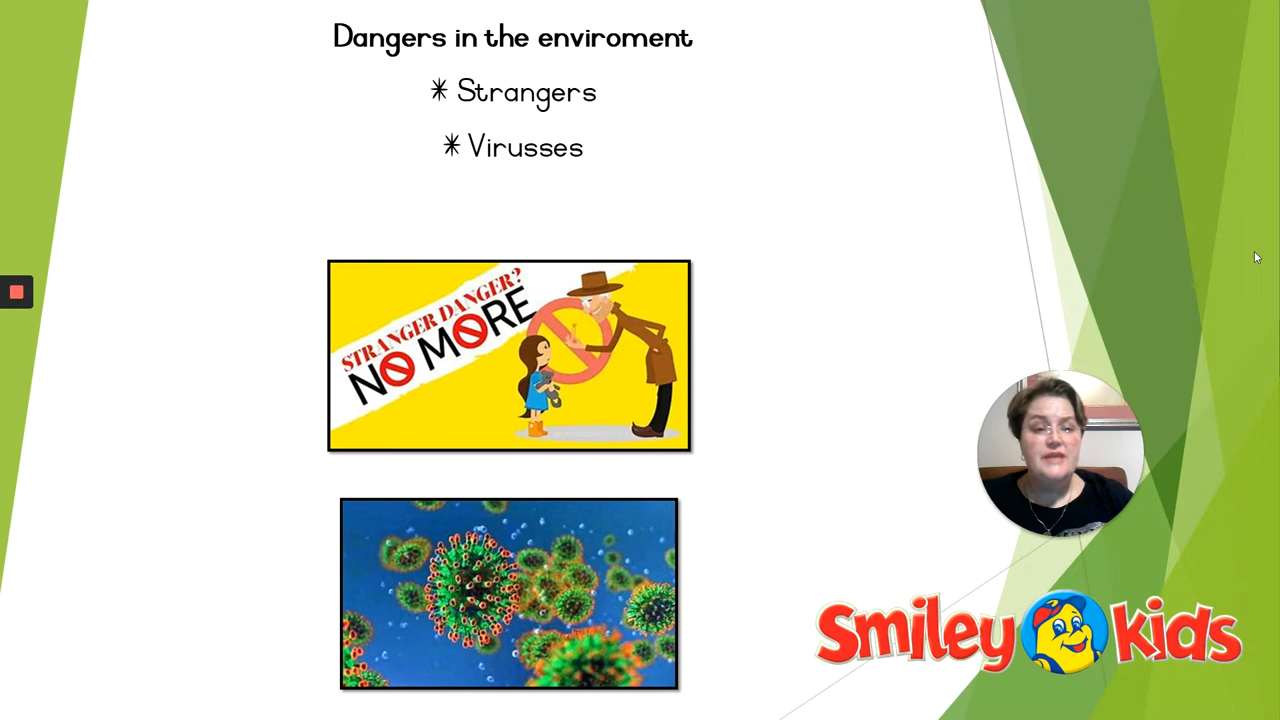 Dangers in the enviroment
* Strangers
* Virusses
STRANGER DANGER?
NO MORE
Smiley kids